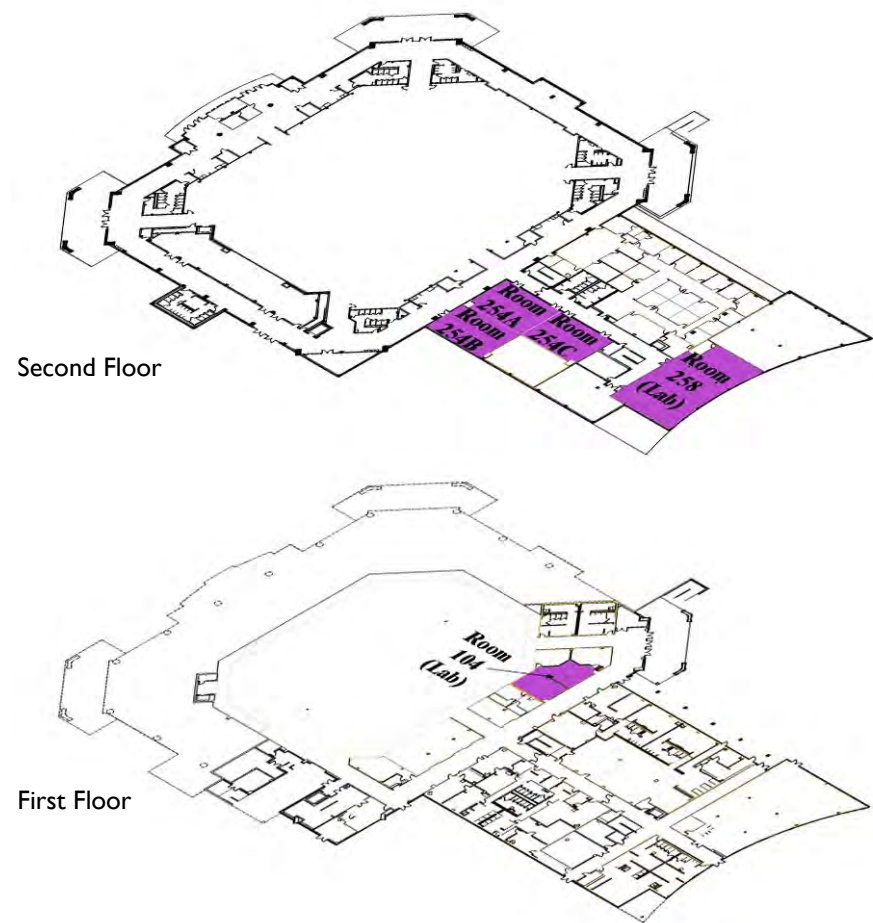 Room
254A
Room
254B
Room
254C
Room
258
(Lab)
Second Floor
Room
104
(Lab)
First Floor